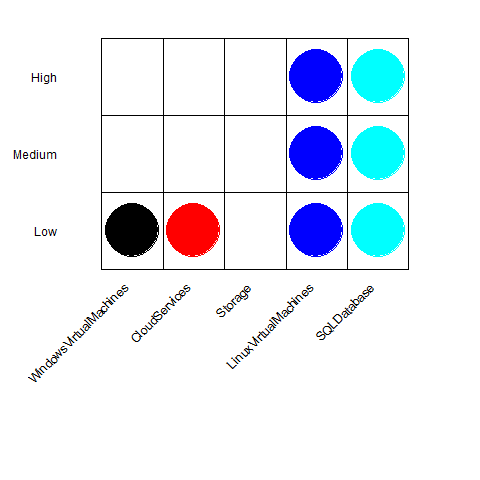 High
Medium
Low
WindowsVirtualMachines
CloudServices
Storage
LinuxVirtualMachines
SQLDatabase